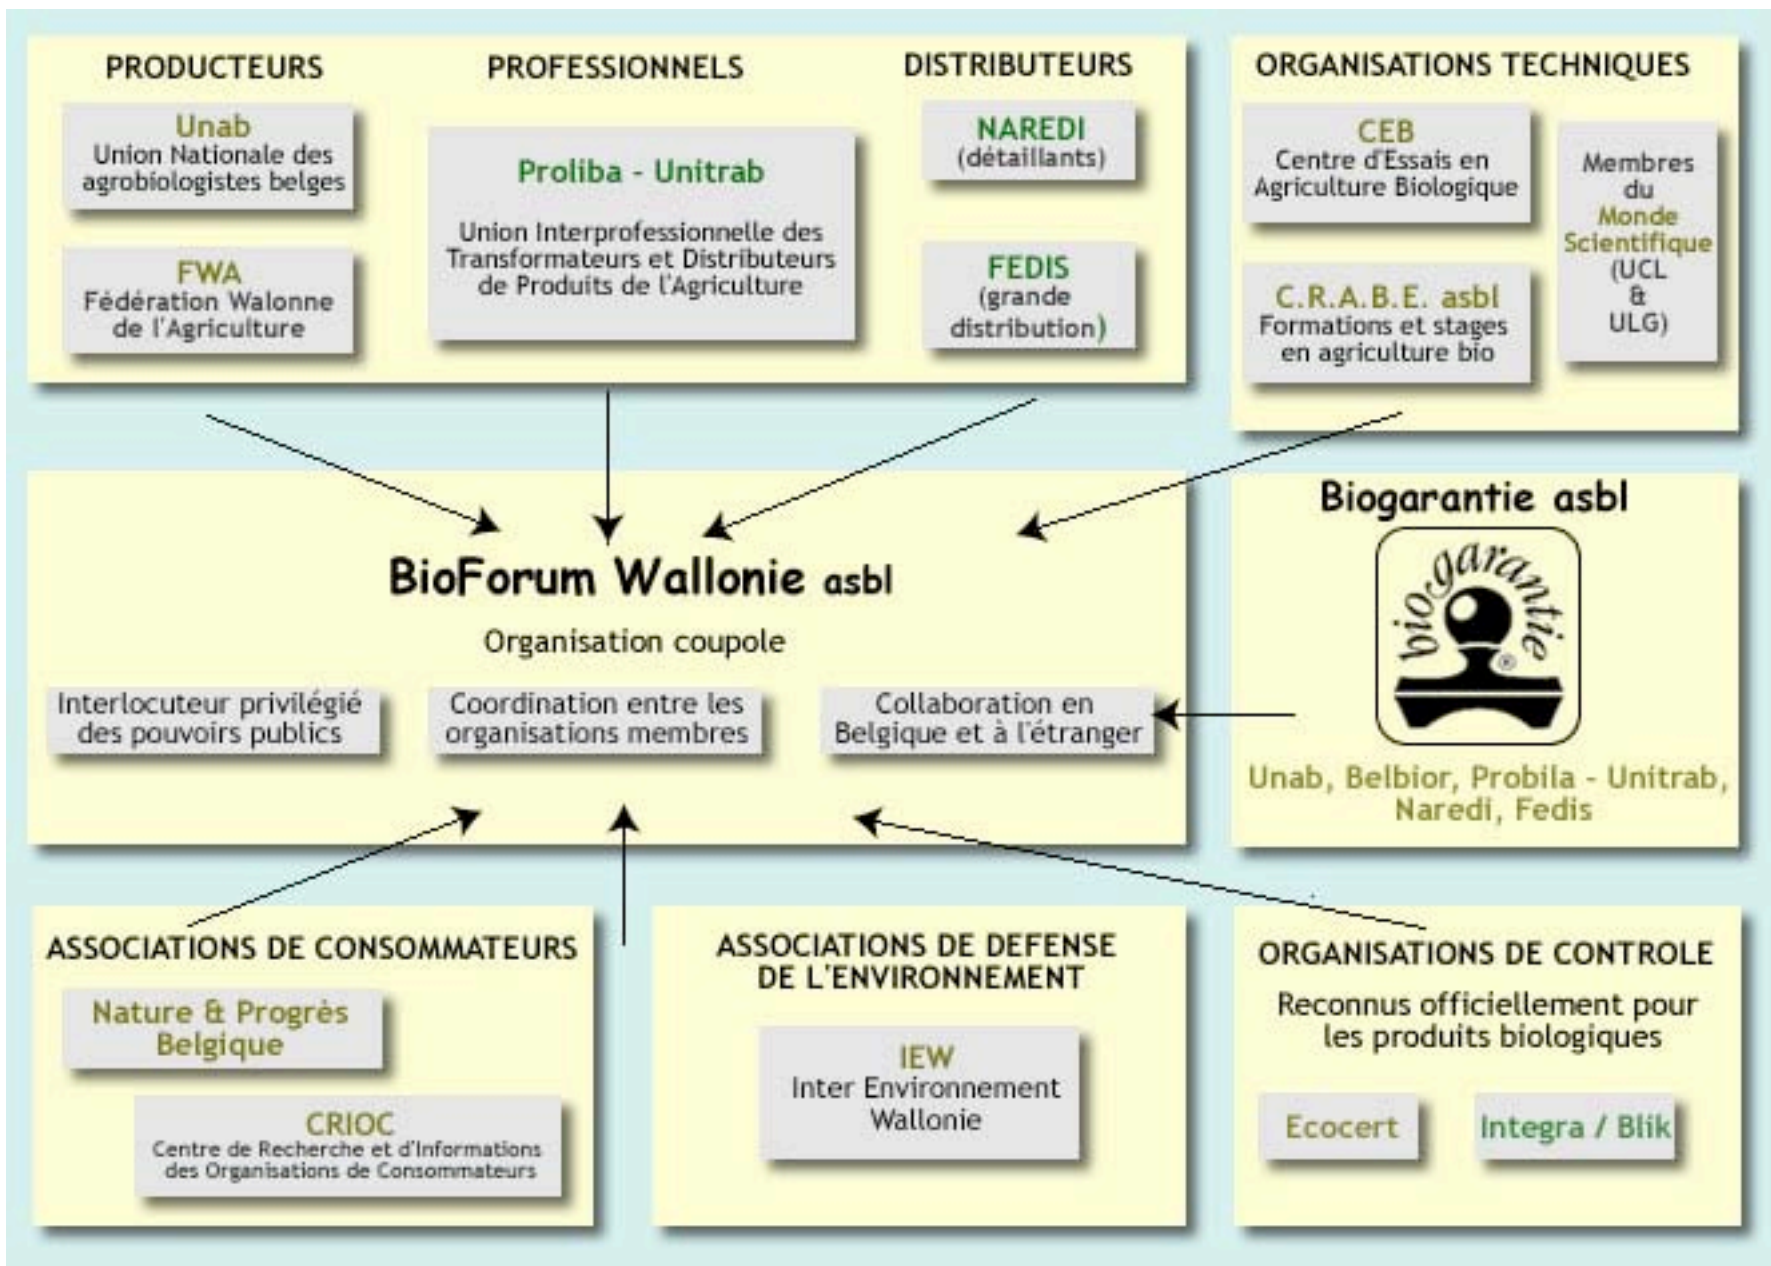 PRODUCTEURS
Unab
Union Nationale des
agrobiologistes belges
FWA
Fédération Walonne
de l'Agriculture
PROFESSIONNELS
Proliba - Unitrab
Union Interprofessionnelle des
Transformateurs et Distributeurs
de Produits de l'Agriculture
DISTRIBUTEURS
NAREDI
(détaillants)
FEDIS
(grande
distribution)
ORGANISATIONS TECHNIQUES
CEB
Centre d'Essais en
Agriculture Biologique
C.R.A.B.E. asbl
Formations et stages
en agriculture bio
Membres
du
Monde
Scientifique
(UCL
&
ULG)
BioForum Wallonie asbl
Organisation coupole
Interlocuteur privilégié
des pouvoirs publics
Coordination entre les
organisations membres
Collaboration en
Belgique et à l'étranger
Biogarantie asbl
biogarantie
®
Unab, Belbior, Probila - Unitrab,
Naredi, Fedis
ASSOCIATIONS DE CONSOMMATEURS
Nature & Progrès
Belgique
CRIOC
Centre de Recherche et d'Informations
des Organisations de Consommateurs
ASSOCIATIONS DE DEFENSE
DE L'ENVIRONNEMENT
IEW
Inter Environnement
Wallonie
ORGANISATIONS DE CONTROLE
Reconnus officiellement pour
les produits biologiques
Ecocert
Integra / Blik